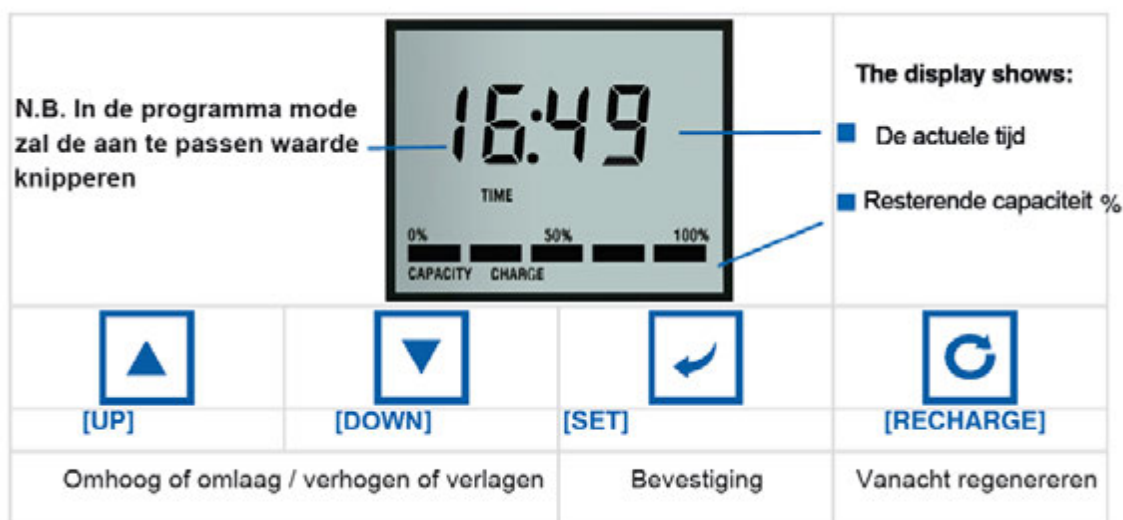 N.B. In de programma mode
zal de aan te passen waarde
knipperen
16:49
TIME
0% 50% 100%
CAPACITY CHARGE
The display shows:
De actuele tijd
Resterende capaciteit %
[UP] [DOWN] [SET] [RECHARGE]
Omhoog of omlaag / verhogen of verlagen Bevestiging Vanacht regenereren